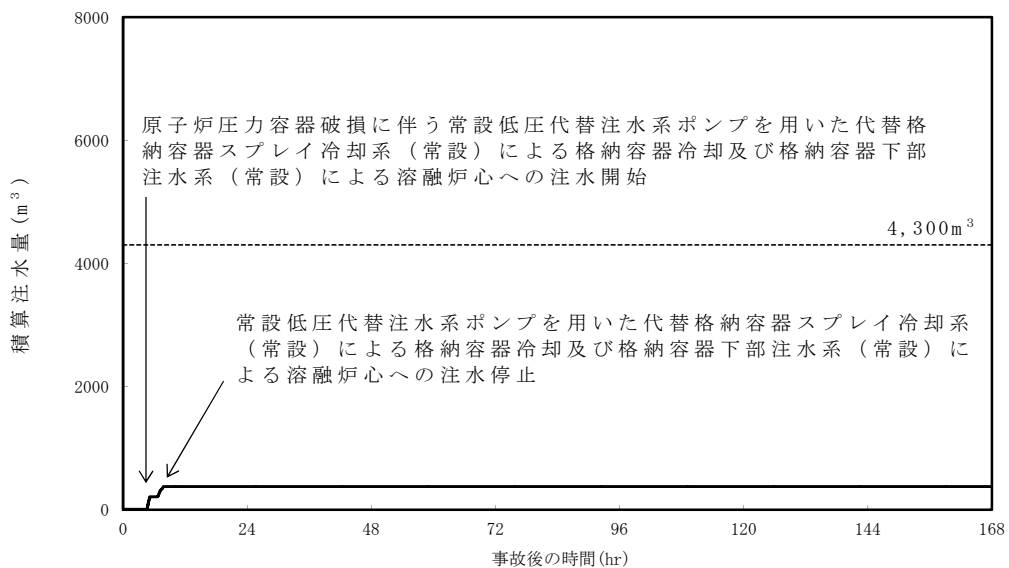 8000
6000
4000
2000
0
積算注水量(m³)
原子炉圧力容器破損に伴う常設低圧代替注水系ポンプを用いた代替格
納容器スプレイ冷却系（常設）による格納容器冷却及び格納容器下部
注水系（常設）による溶融炉心への注水開始
4,300m³
常設低圧代替注水系ポンプを用いた代替格納容器スプレイ冷却系
（常設）による格納容器冷却及び格納容器下部注水系（常設）に
よる溶融炉心への注水停止
0 24 48 72 96 120 144 168
事故後の時間(hr)